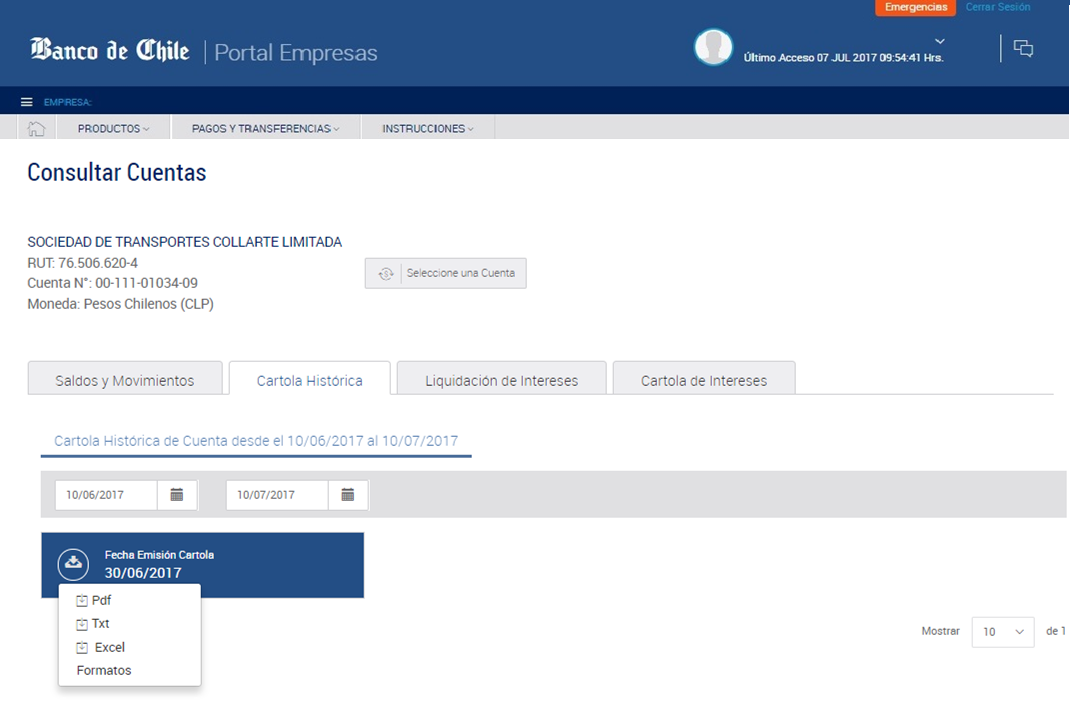 Emergencias Cerrar Sesión
Banco de Chile | Portal Empresas
Último Acceso 07 JUL 2017 09:54:41 Hrs.
EMPRESA:
PRODUCTOS PAGOS Y TRANSFERENCIAS INSTRUCCIONES
Consultar Cuentas
SOCIEDAD DE TRANSPORTES COLLARTE LIMITADA
RUT: 76.506.620-4
Cuenta N°: 00-111-01034-09
Moneda: Pesos Chilenos (CLP)
Seleccione una Cuenta
Saldos y Movimientos Cartola Histórica Liquidación de Intereses Cartola de Intereses
Cartola Histórica de Cuenta desde el 10/06/2017 al 10/07/2017
10/06/2017 10/07/2017
Fecha Emisión Cartola
30/06/2017
Pdf
Txt
Excel
Formatos
Mostrar 10 de 1